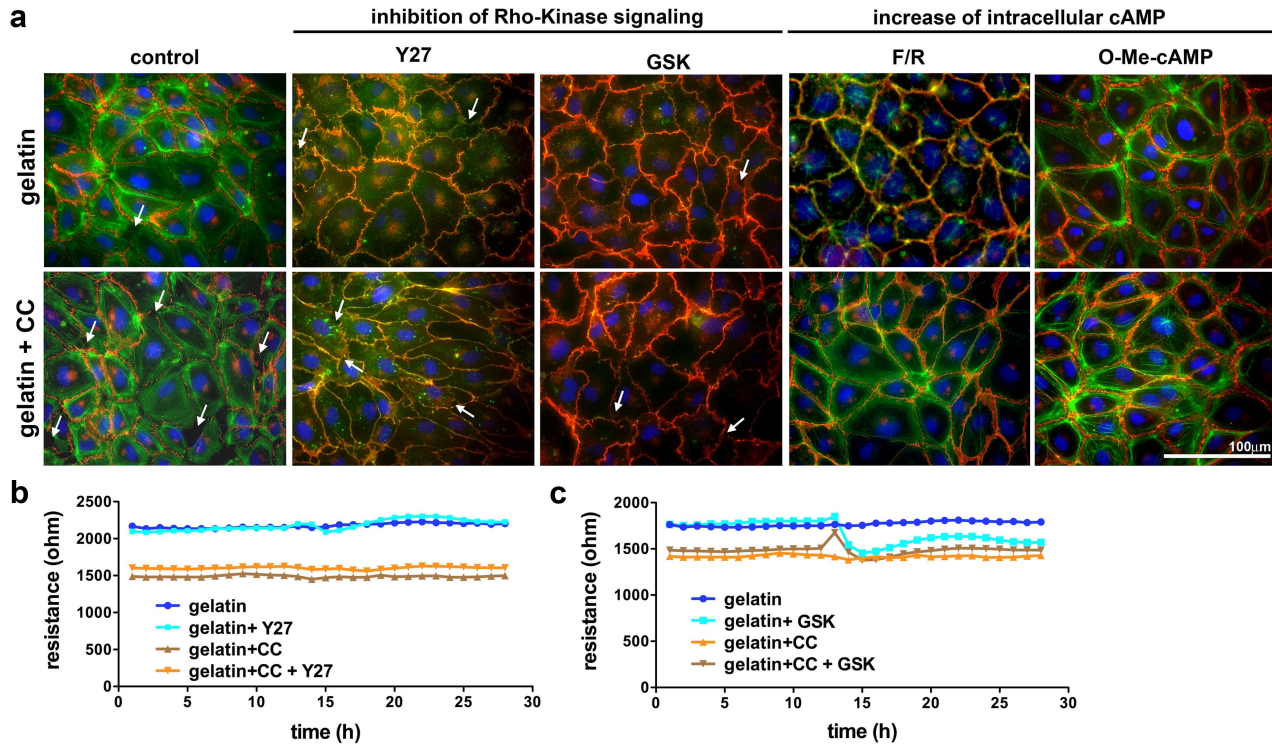 a
inhibition of Rho-Kinase signaling
increase of intracellular cAMP
control
Y27
GSK
F/R
O-Me-cAMP
gelatin
gelatin + CC
100μm
b
resistance (ohm)
2500
2000
1500
1000
500
0
gelatin
gelatin+ Y27
gelatin+CC
gelatin+CC + Y27
0 5 10 15 20 25 30
time (h)
c
resistance (ohm)
2000
1500
1000
500
0
gelatin
gelatin+ GSK
gelatin+CC
gelatin+CC + GSK
0 5 10 15 20 25 30
time (h)